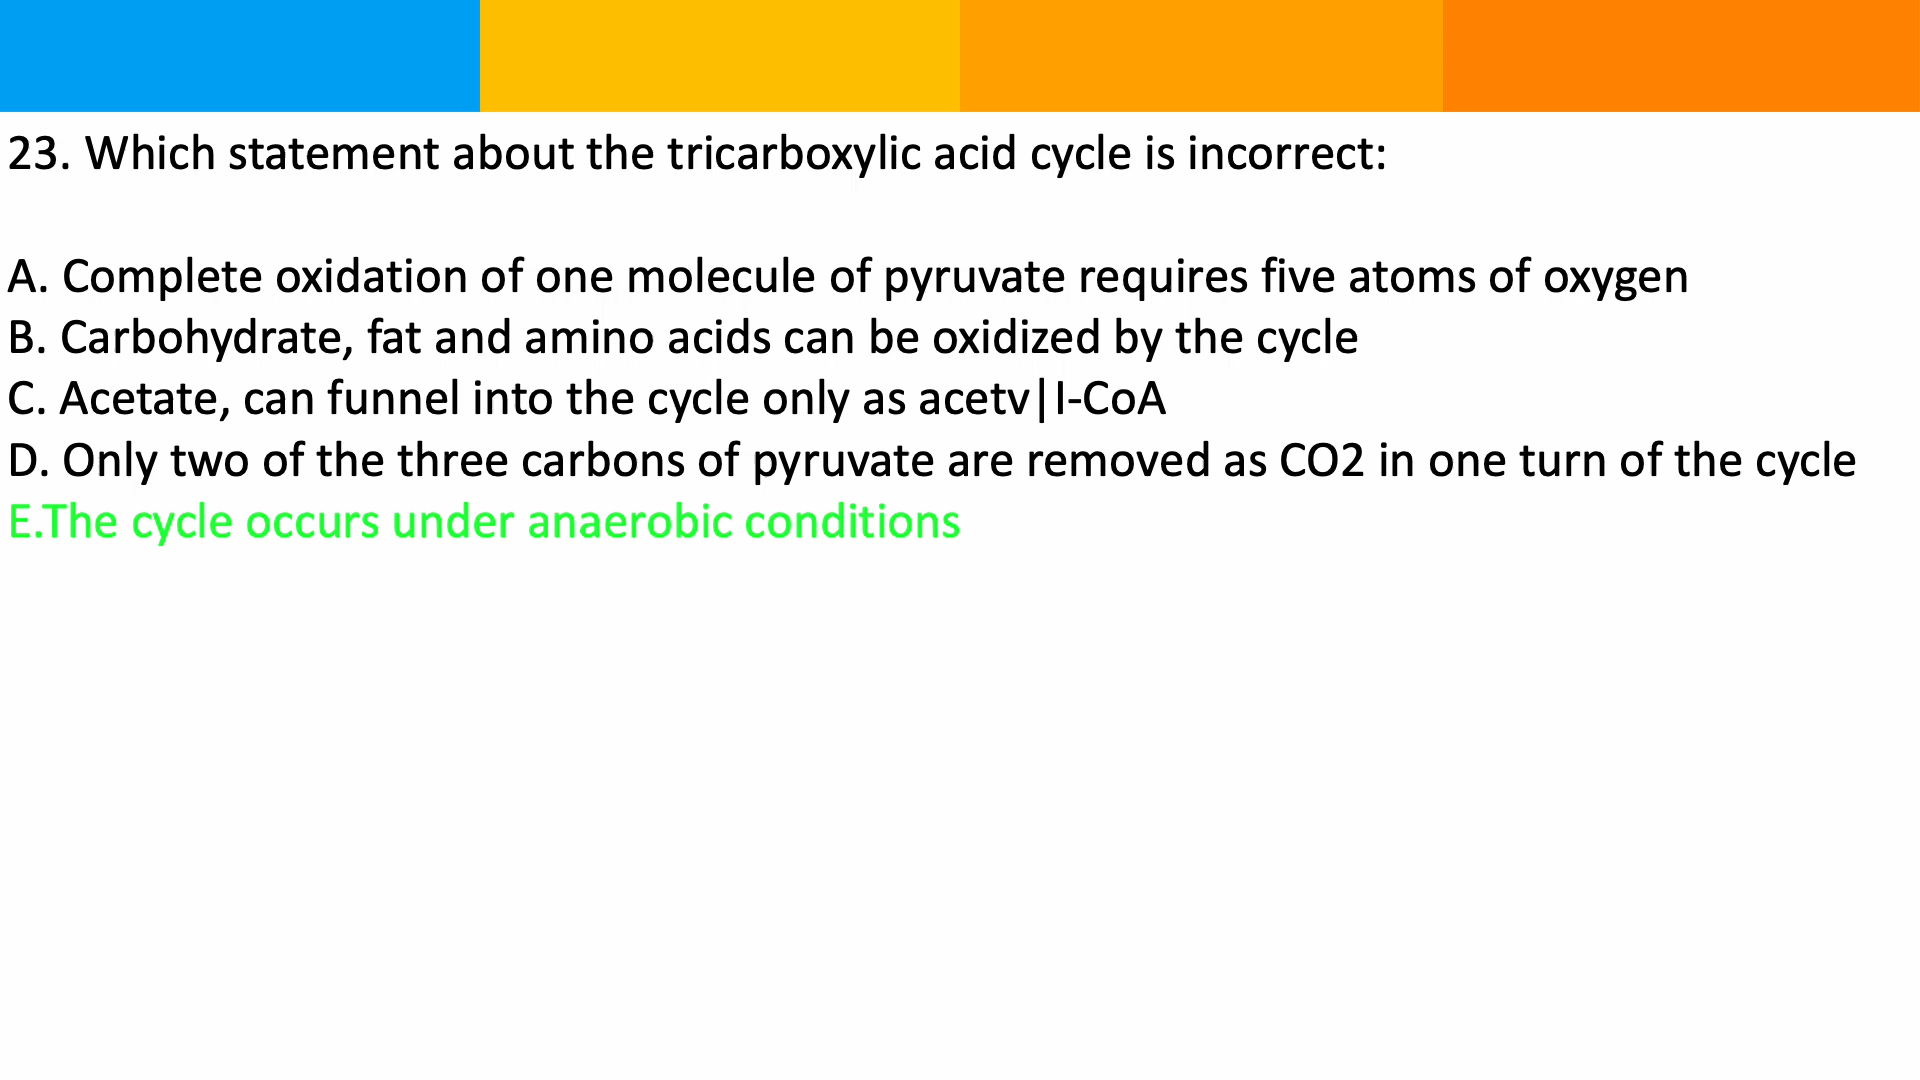 23. Which statement about the tricarboxylic acid cycle is incorrect:
A. Complete oxidation of one molecule of pyruvate requires five atoms of oxygen
B. Carbohydrate, fat and amino acids can be oxidized by the cycle
C. Acetate, can funnel into the cycle only as acetv|I-CoA
D. Only two of the three carbons of pyruvate are removed as CO2 in one turn of the cycle
E.The cycle occurs under anaerobic conditions